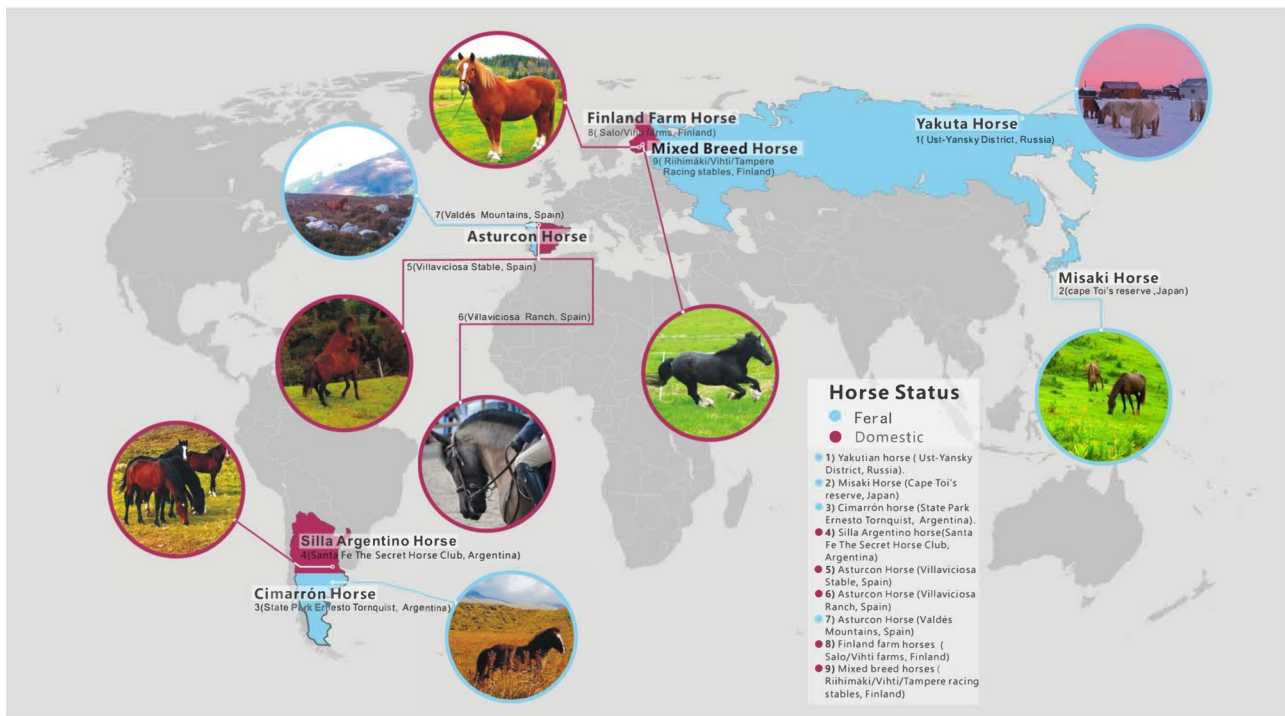 Finland Farm Horse
8( Salo/Vihti farms, Finland)
Mixed Breed Horse
9( Riihimäki/Vihti/Tampere
Racing stables, Finland)
Yakuta Horse
1( Ust-Yansky District, Russia)
7(Valdés Mountains, Spain)
Asturcon Horse
5(Villaviciosa Stable, Spain)
6(Villaviciosa Ranch, Spain)
Misaki Horse
2(cape Toi's reserve ,Japan)
Silla Argentino Horse
4(Santa Fe The Secret Horse Club, Argentina)
Cimarrón Horse
3(State Park Ernesto Tornquist, Argentina)
Horse Status
Feral
Domestic
1) Yakutian horse ( Ust-Yansky
District, Russia).
2) Misaki Horse (Cape Toi's
reserve, Japan)
3) Cimarrón horse (State Park
Ernesto Tornquist, Argentina).
4) Silla Argentino horse(Santa
Fe The Secret Horse Club,
Argentina)
5) Asturcon Horse (Villaviciosa
Stable, Spain)
6) Asturcon Horse (Villaviciosa
Ranch, Spain)
7) Asturcon Horse (Valdés
Mountains, Spain)
8) Finland farm horses (
Salo/Vihti farms, Finland)
9) Mixed breed horses (
Riihimäki/Vihti/Tampere racing
stables, Finland)